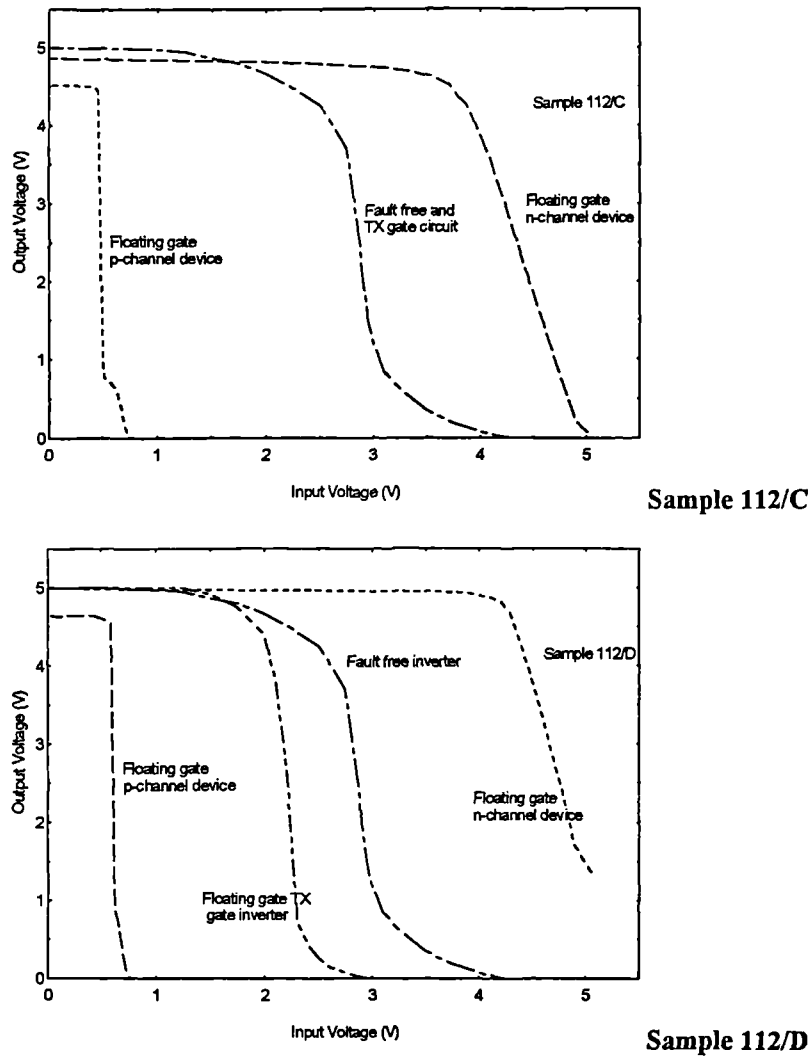 5
4
3
2
1
0
Output Voltage (V)
Sample 112/C
Floating gate
n-channel device
Fault free and
TX gate circuit
Floating gate
p-channel device
0 1 2 3 4 5
Input Voltage (V)
Sample 112/C
5
4
3
2
1
0
Output Voltage (V)
Fault free inverter
Sample 112/D
Floating gate
p-channel device
Floating gate
n-channel device
Floating gate TX
gate inverter
0 1 2 3 4 5
Input Voltage (V)
Sample 112/D